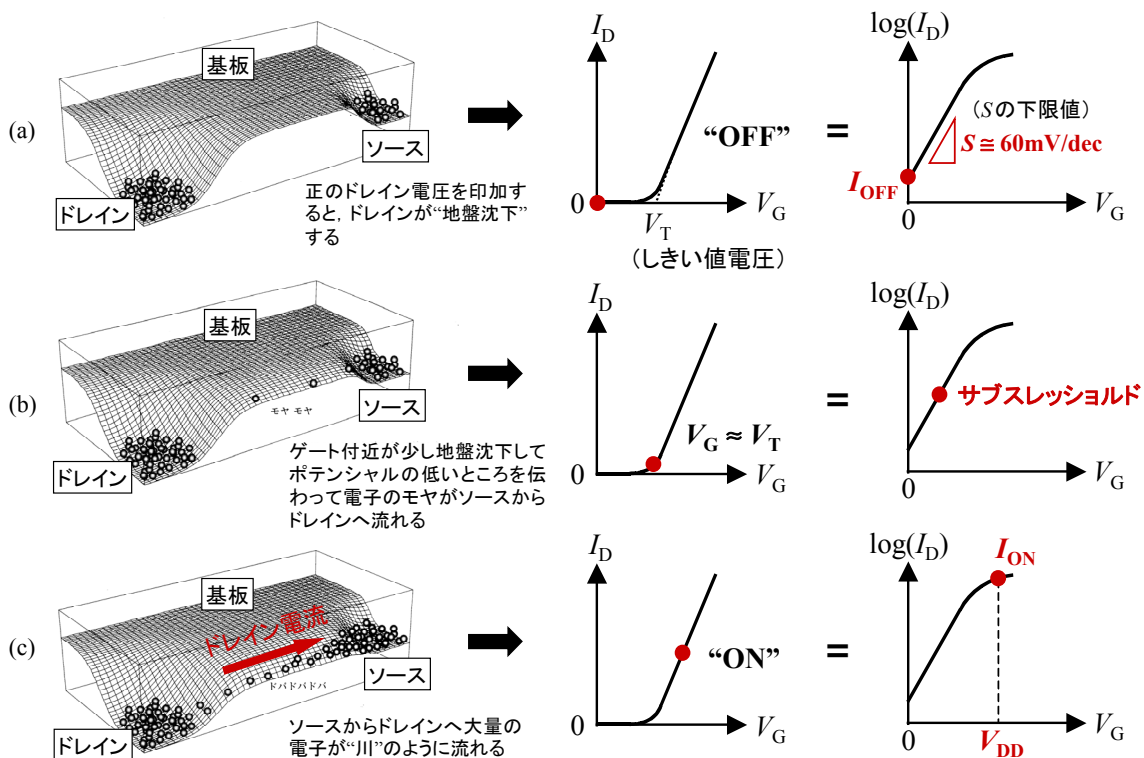 (a)
基板
ソース
ドレイン
正のドレイン電圧を印加す
ると, ドレインが“地盤沈下”
する
I_D
“OFF”
0
V_T
V_G
(しきい値電圧)
=
log(I_D)
(Sの下限値)
S ≅ 60mV/dec
I_OFF
0
V_G
(b)
基板
ソース
モヤ モヤ
ドレイン
ゲート付近が少し地盤沈下して
ポテンシャルの低いところを伝
わって電子のモヤがソースから
ドレインへ流れる
I_D
V_G ≈ V_T
0
V_G
=
log(I_D)
サブスレッショルド
0
V_G
(c)
基板
ドレイン電流
ソース
ドバドバドバ
ドレイン
ソースからドレインへ大量の
電子が“川”のように流れる
I_D
“ON”
0
V_G
=
log(I_D)
I_ON
0
V_DD
V_G